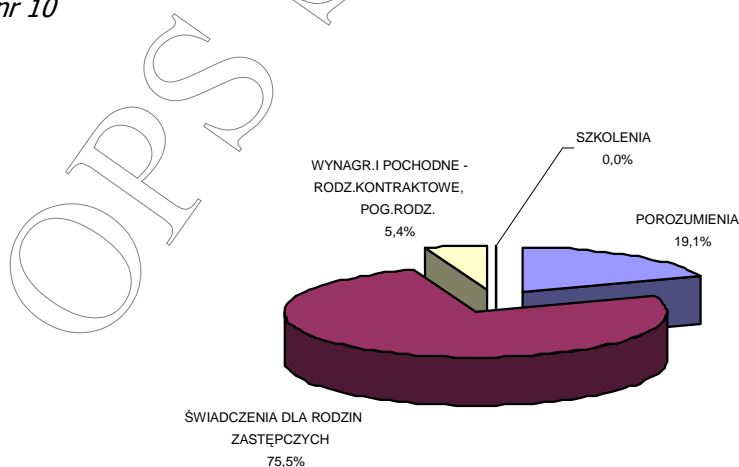 nr 10
OPS
SZKOLENIA
0,0%
WYNAGR.I POCHODNE -
RODZ.KONTRAKTOWE,
POG.RODZ.
5,4%
POROZUMIENIA
19,1%
ŚWIADCZENIA DLA RODZIN
ZASTĘPCZYCH
75,5%